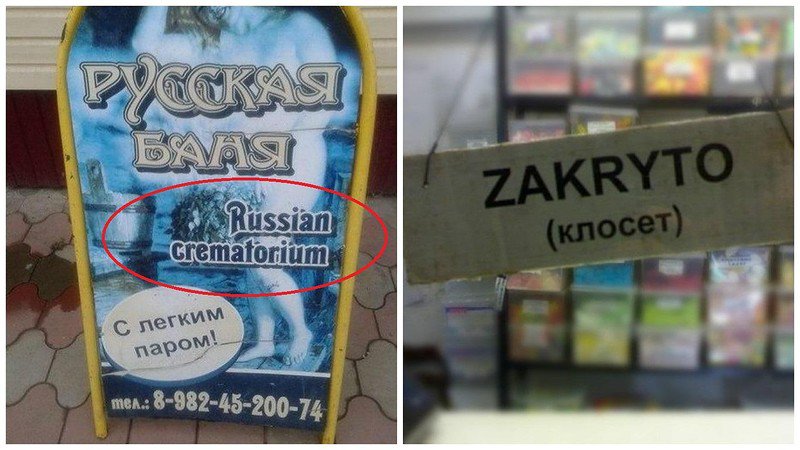 РУССКАЯ
БАНЯ
Russian
crematorium
С легким
паром!
тел.: 8-982-45-200-74
ZAKRYTO
(клосет)